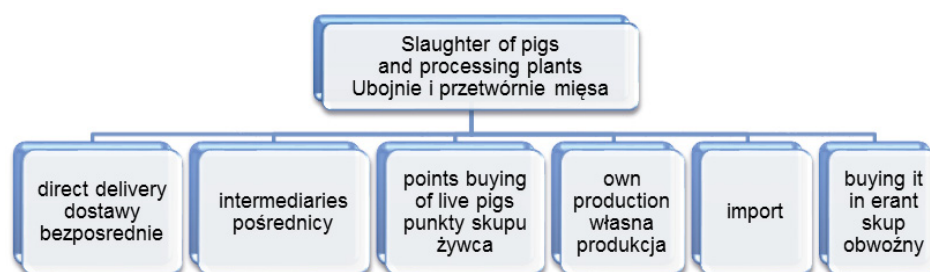 Slaughter of pigs
and processing plants
Ubojnie i przetwórnie mięsa
direct delivery
dostawy
bezposrednie
intermediaries
pośrednicy
points buying
of live pigs
punkty skupu
żywca
own
production
własna
produkcja
import
buying it
in erant
skup
obwoźny